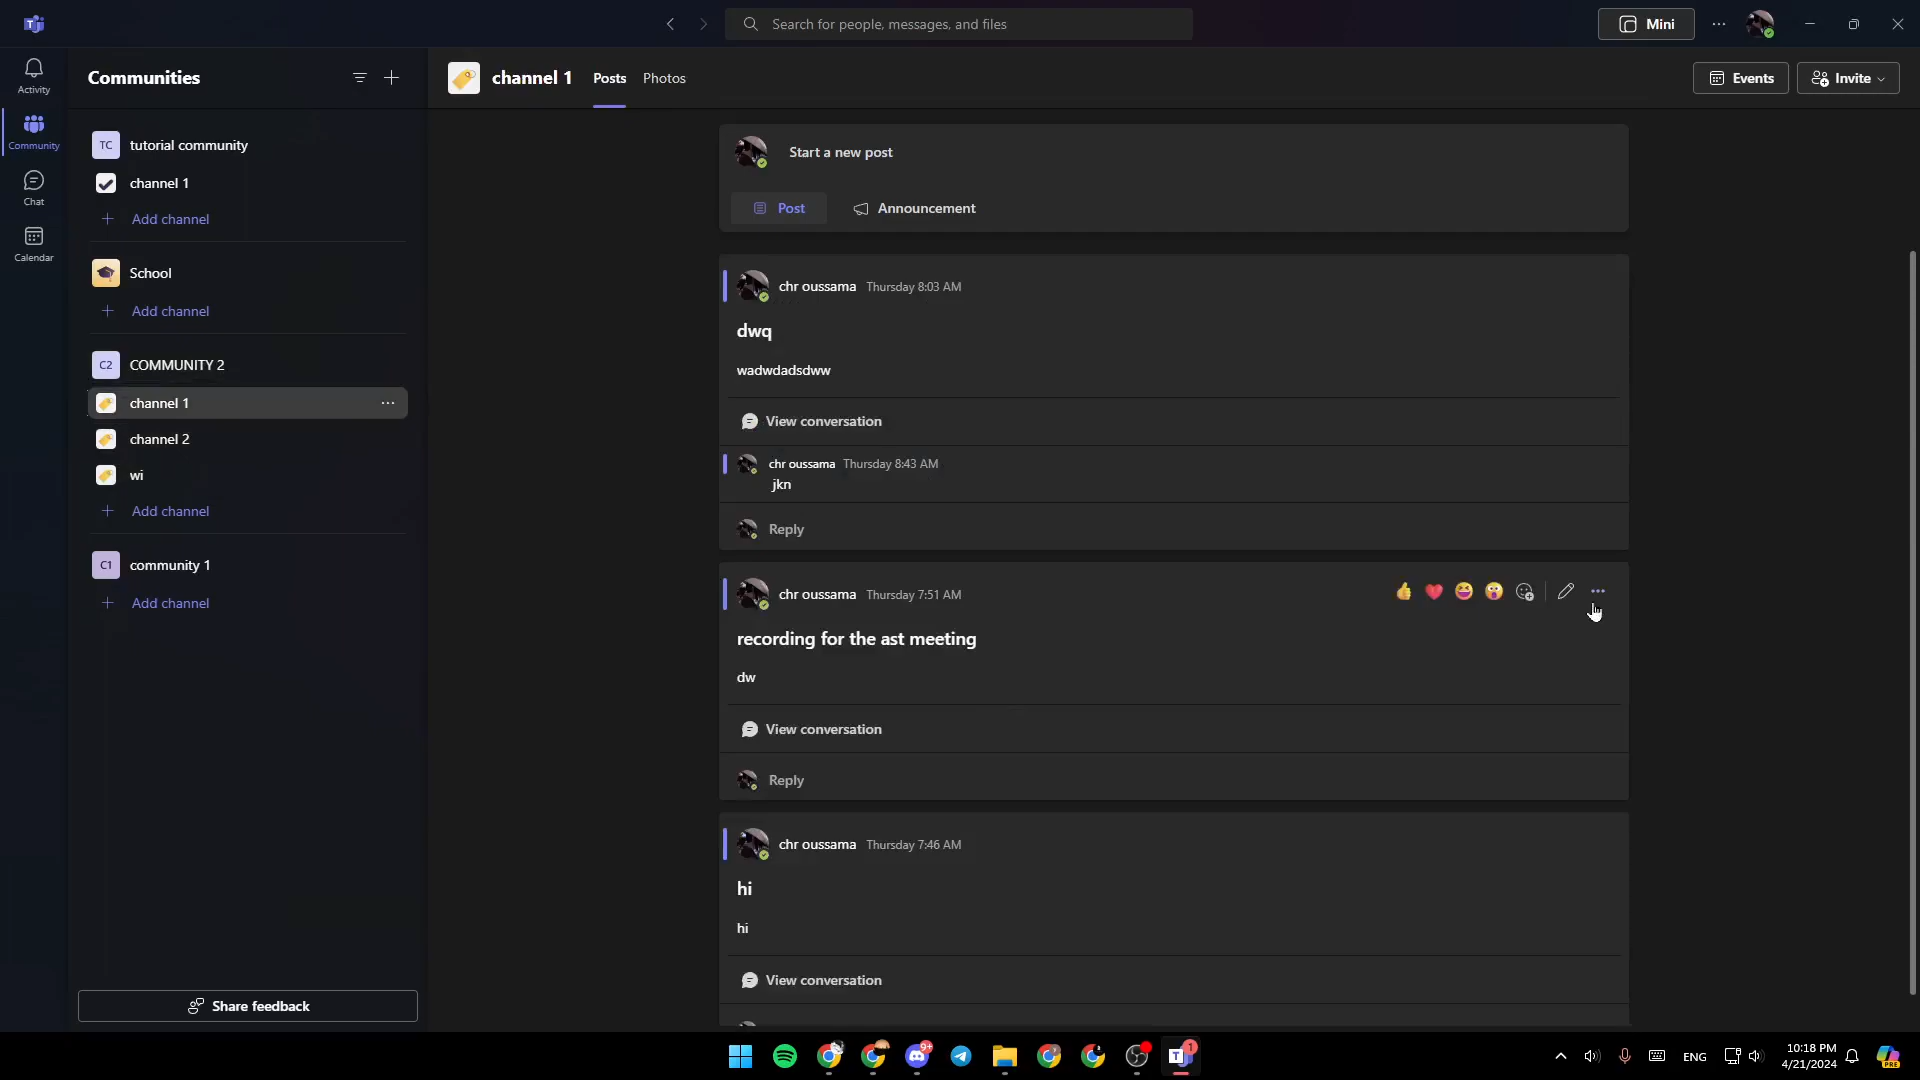 Search for people, messages, and files
Mini
Activity
Community
Chat
Calendar
Communities
TC tutorial community
channel 1
Add channel
School
Add channel
C2 COMMUNITY 2
channel 1
channel 2
wi
Add channel
C1 community 1
Add channel
Share feedback
channel 1 Posts Photos
Events Invite
Start a new post
Post Announcement
chr oussama Thursday 8:03 AM
dwq
wadwdadsdww
View conversation
chr oussama Thursday 8:43 AM
jkn
Reply
chr oussama Thursday 7:51 AM
recording for the ast meeting
dw
View conversation
Reply
chr oussama Thursday 7:46 AM
hi
hi
View conversation
9+
T 1
ENG
10:18 PM
4/21/2024
PRE